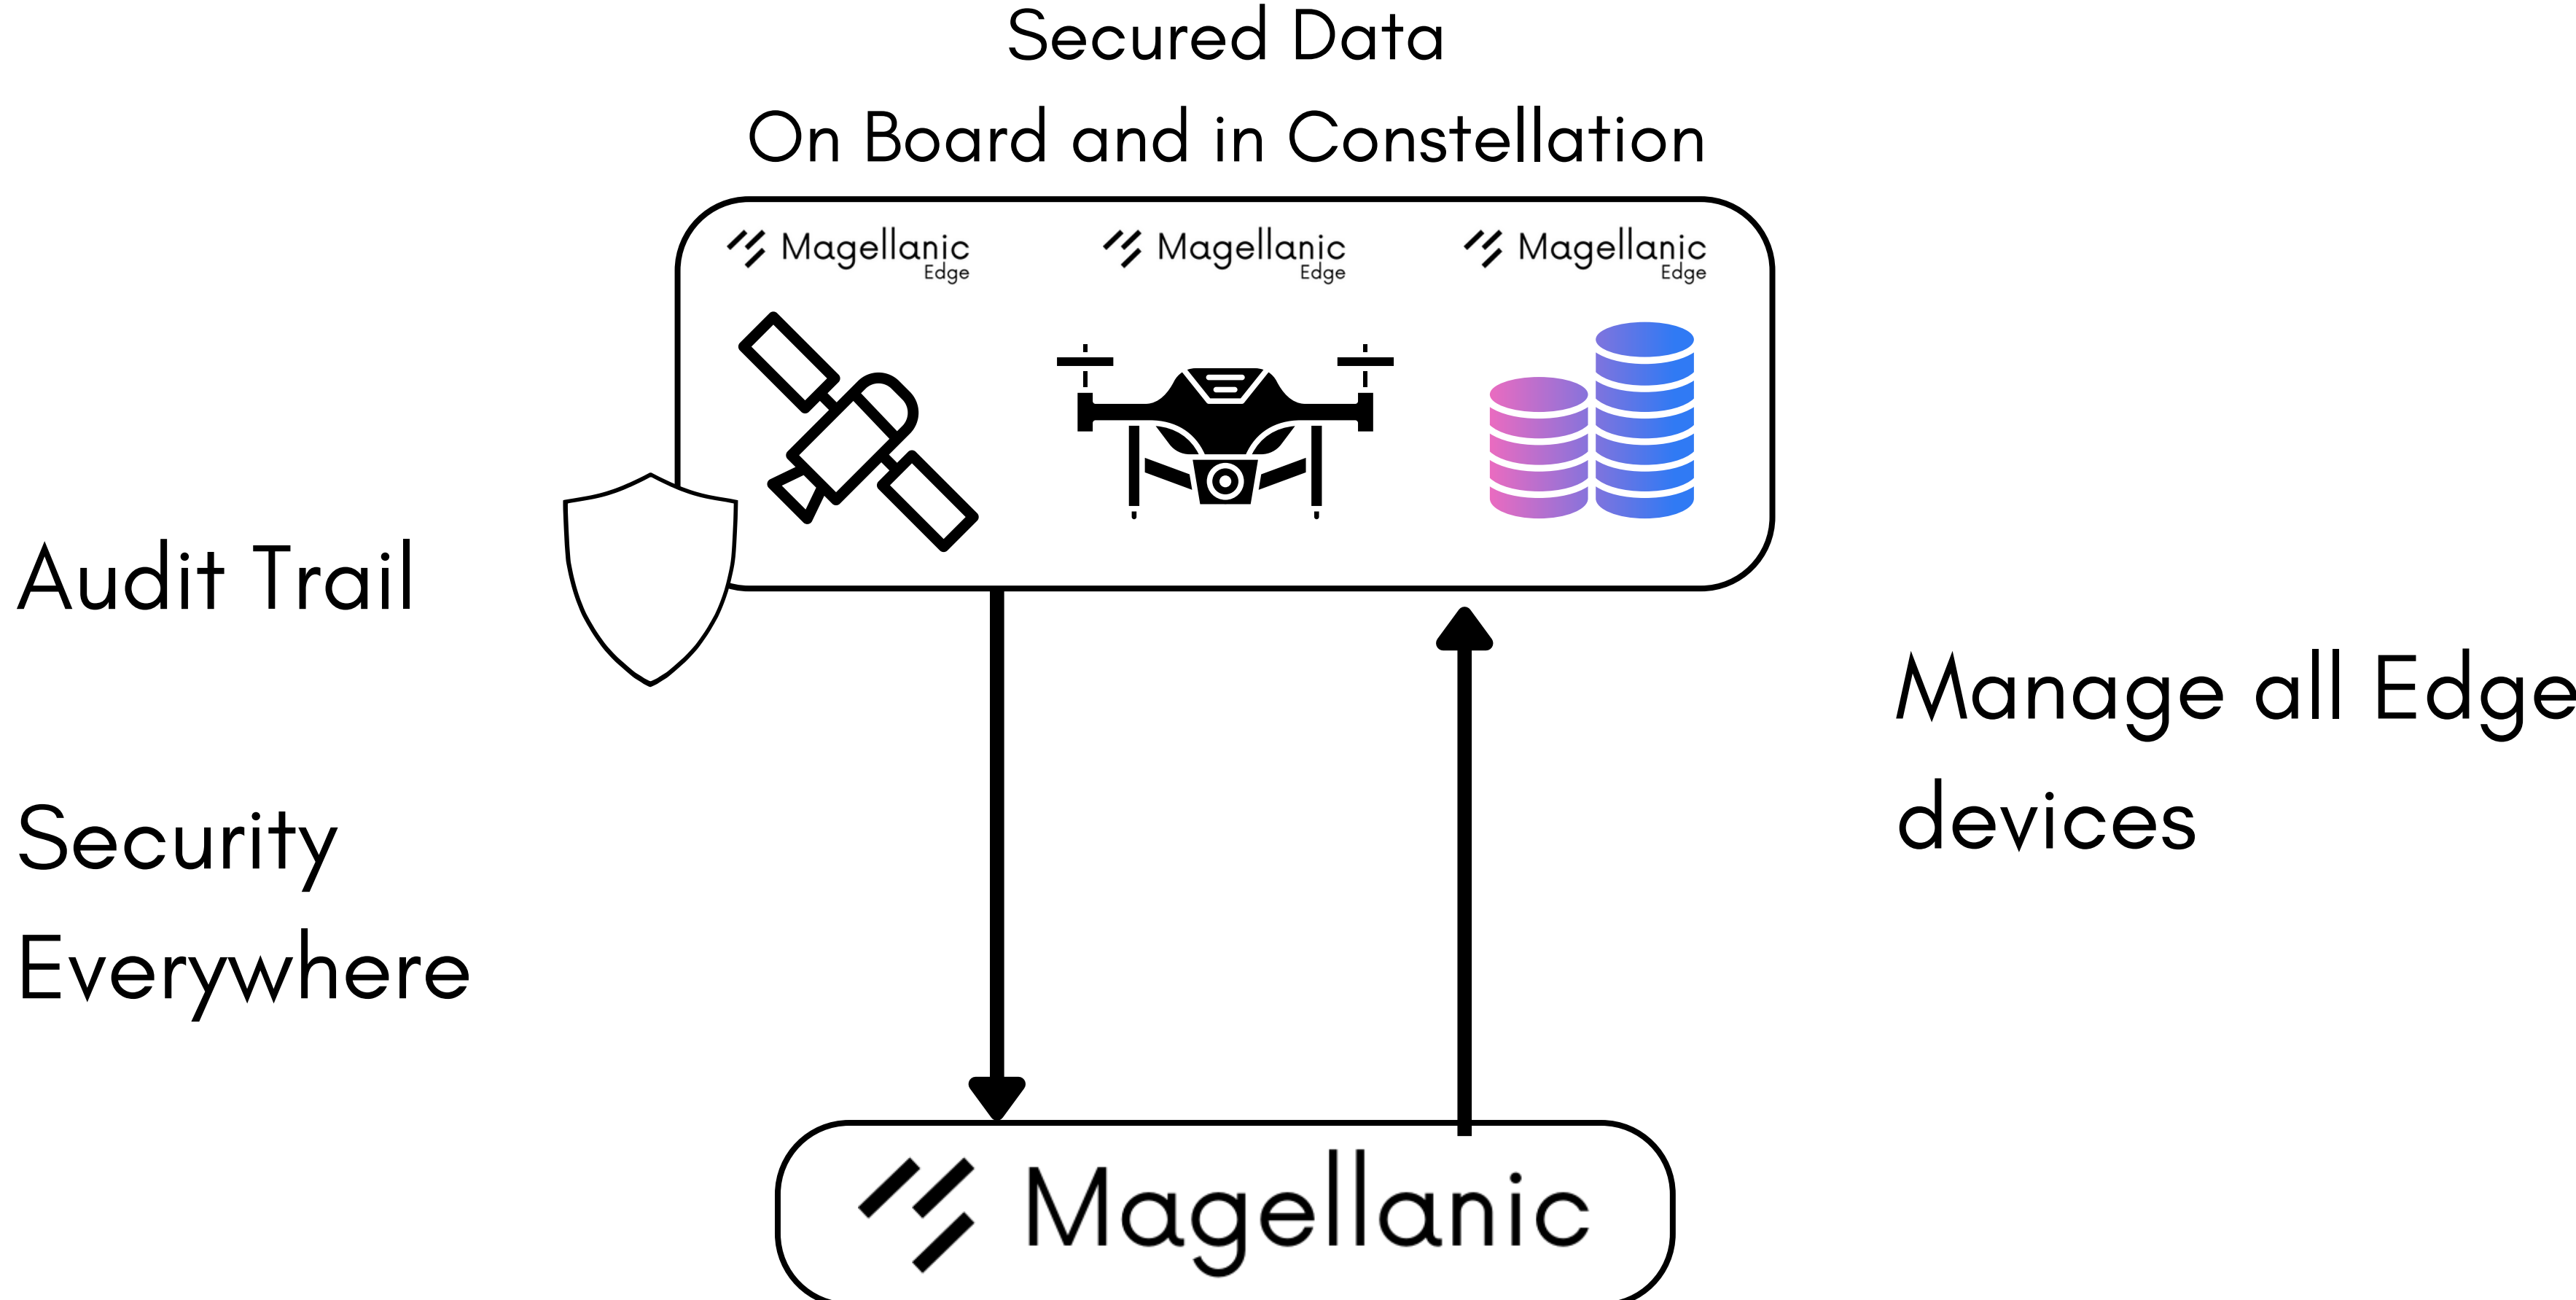 Secured Data
On Board and in Constellation
Magellanic
Edge
Magellanic
Edge
Magellanic
Edge
Audit Trail
Security
Everywhere
Manage all Edge
devices
Magellanic